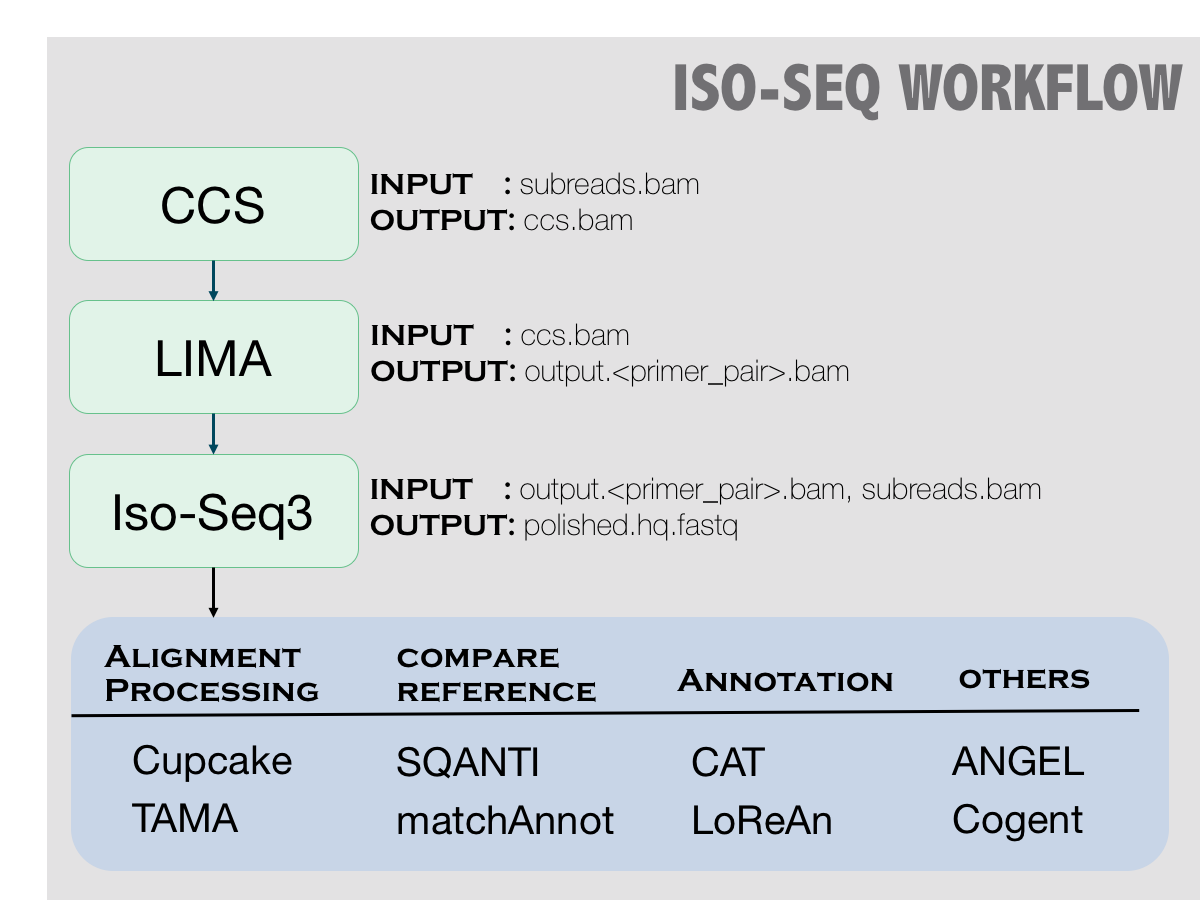 ISO-SEQ WORKFLOW
CCS
INPUT : subreads.bam
OUTPUT: ccs.bam
LIMA
INPUT : ccs.bam
OUTPUT: output.<primer_pair>.bam
Iso-Seq3
INPUT : output.<primer_pair>.bam, subreads.bam
OUTPUT: polished.hq.fastq
ALIGNMENT
PROCESSING
COMPARE
REFERENCE
ANNOTATION
OTHERS
Cupcake
SQANTI
CAT
ANGEL
TAMA
matchAnnot
LoReAn
Cogent